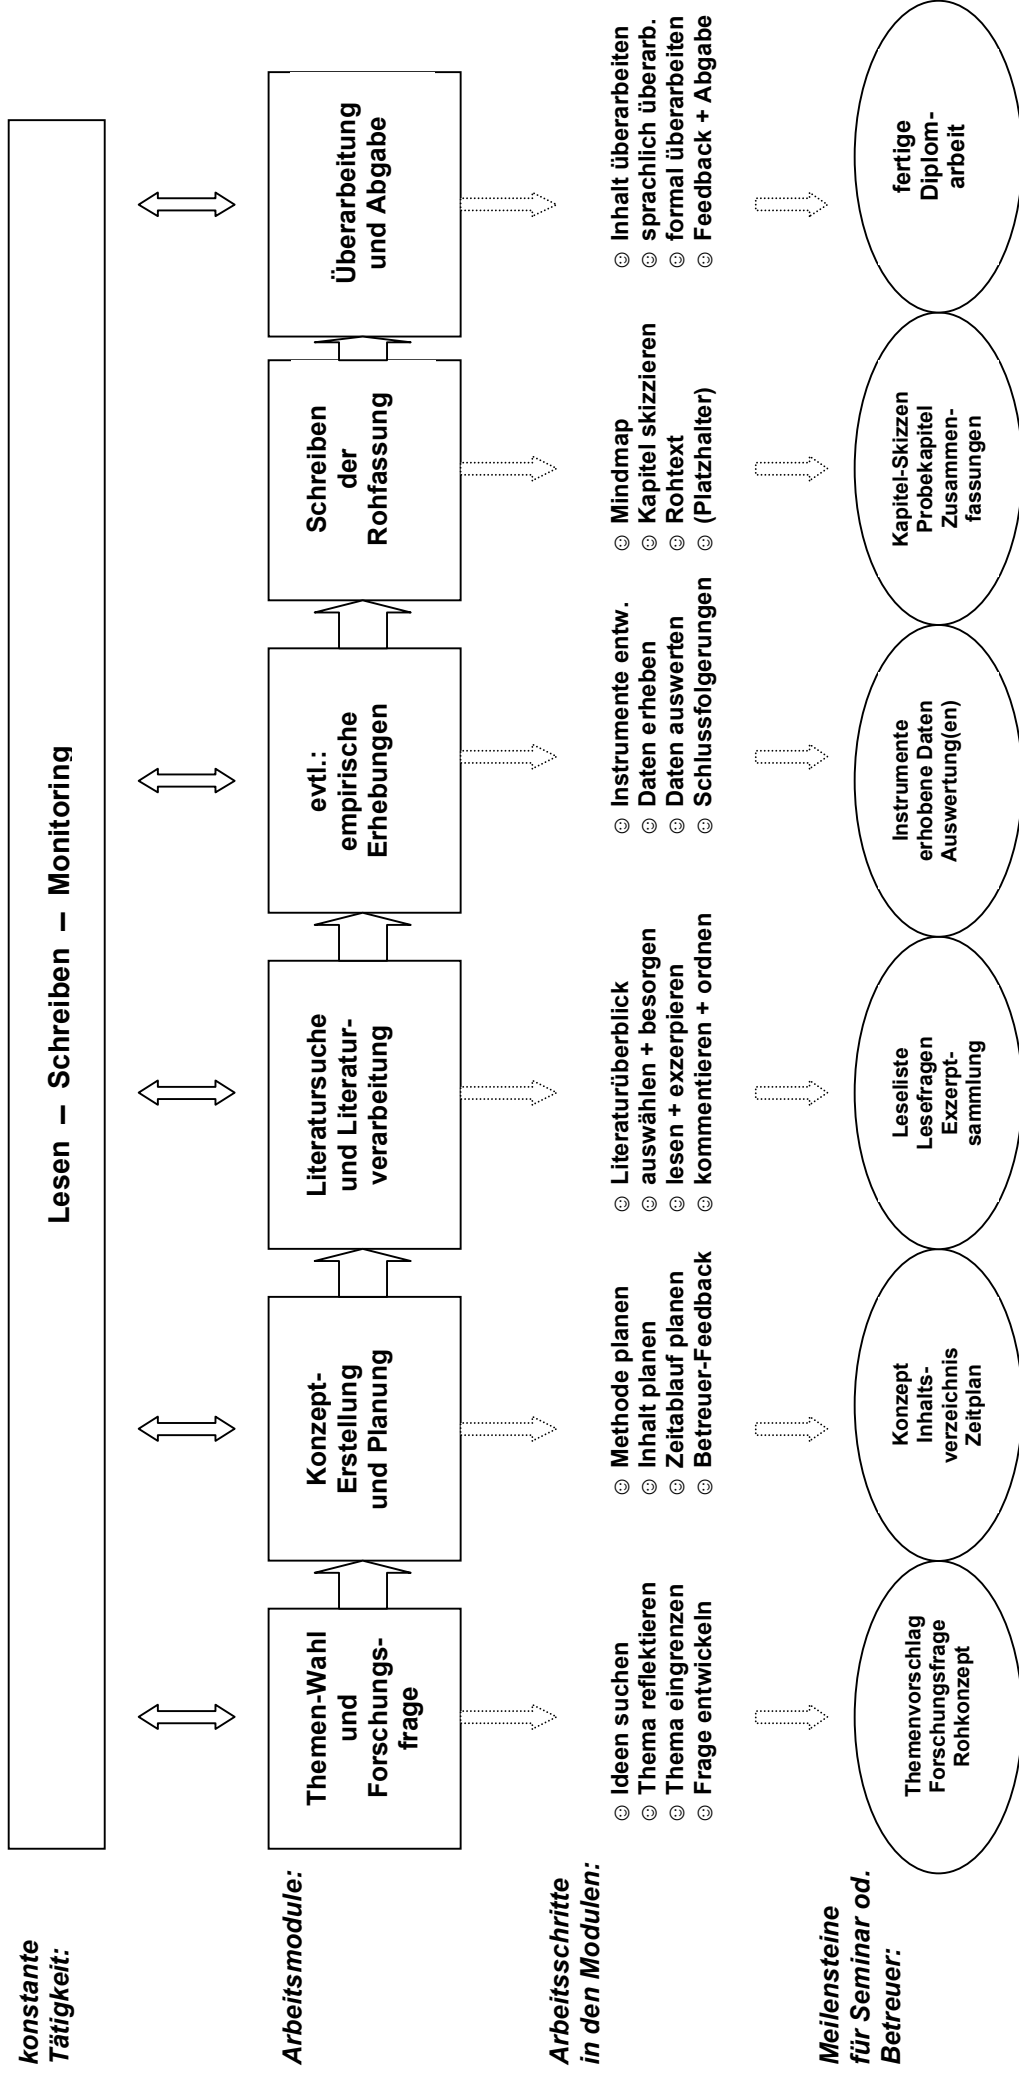 konstante
Tätigkeit:
Lesen – Schreiben – Monitoring
Arbeitsmodule:
Themen-Wahl
und
Forschungs-
frage
Konzept-
Erstellung
und Planung
Literatursuche
und Literatur-
verarbeitung
evtl.:
empirische
Erhebungen
Schreiben
der
Rohfassung
Überarbeitung
und Abgabe
Arbeitsschritte
in den Modulen:
☺ Ideen suchen
☺ Thema reflektieren
☺ Thema eingrenzen
☺ Frage entwickeln
☺ Methode planen
☺ Inhalt planen
☺ Zeitablauf planen
☺ Betreuer-Feedback
☺ Literaturüberblick
☺ auswählen + besorgen
☺ lesen + exzerpieren
☺ kommentieren + ordnen
☺ Instrumente entw.
☺ Daten erheben
☺ Daten auswerten
☺ Schlussfolgerungen
☺ Mindmap
☺ Kapitel skizzieren
☺ Rohtext
☺ (Platzhalter)
☺ Inhalt überarbeiten
☺ sprachlich überarb.
☺ formal überarbeiten
☺ Feedback + Abgabe
Meilensteine
für Seminar od.
Betreuer:
Themenvorschlag
Forschungsfrage
Rohkonzept
Konzept
Inhalts-
verzeichnis
Zeitplan
Leseliste
Lesefragen
Exzerpt-
sammlung
Instrumente
erhobene Daten
Auswertung(en)
Kapitel-Skizzen
Probekapitel
Zusammen-
fassungen
fertige
Diplom-
arbeit